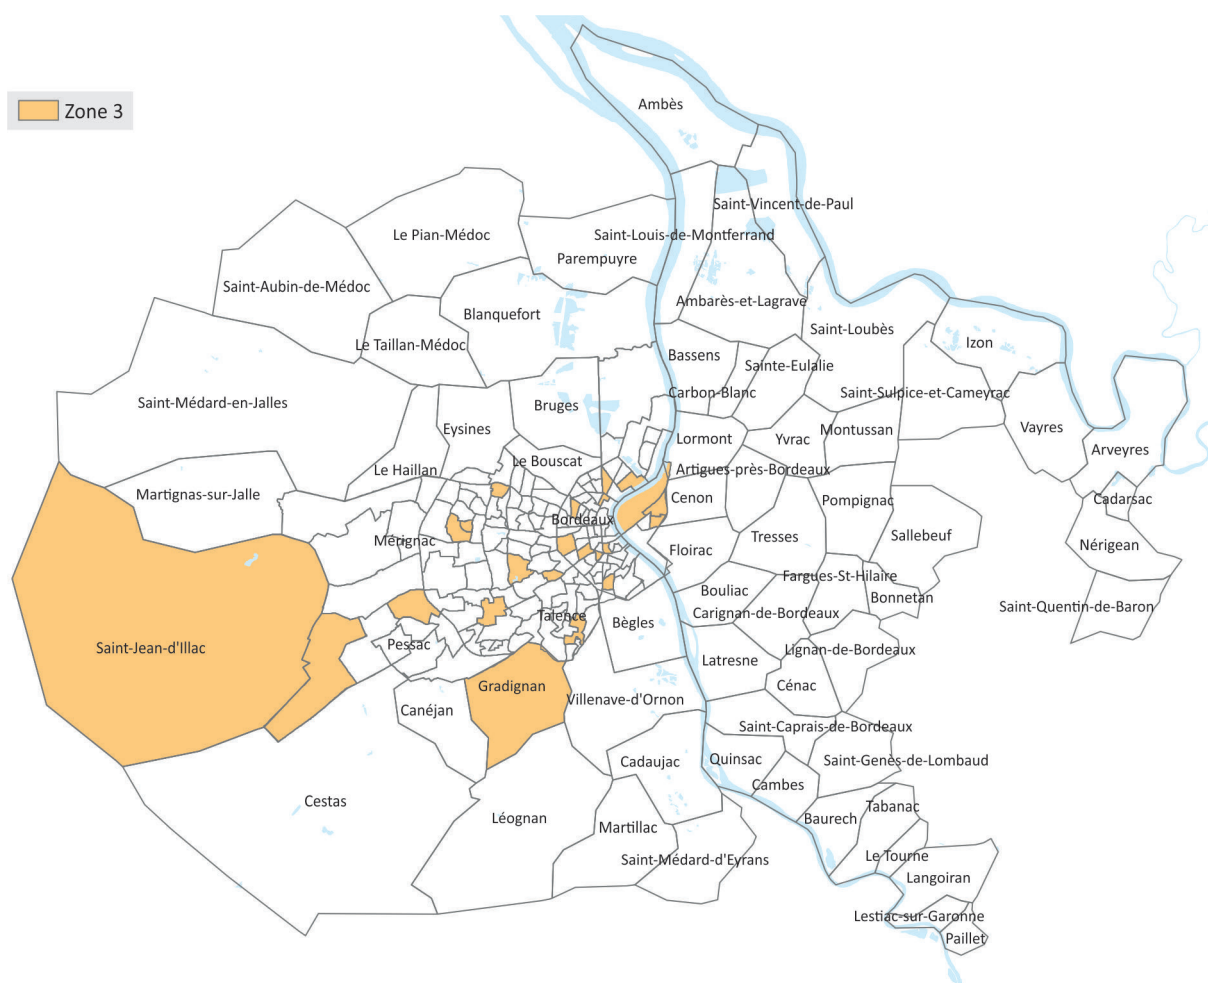 Zone 3
Ambès
Saint-Vincent-de-Paul
Le Pian-Médoc
Saint-Louis-de-Montferrand
Parempuyre
Saint-Aubin-de-Médoc
Ambarès-et-Lagrave
Blanquefort
Saint-Loubès
Izon
Le Taillan-Médoc
Bassens
Sainte-Eulalie
Carbon-Blanc
Saint-Sulpice-et-Cameyrac
Saint-Médard-en-Jalles
Bruges
Eysines
Vayres
Montussan
Lormont
Yvrac
Arveyres
Le Bouscat
Le Haillan
Artigues-près-Bordeaux
Martignas-sur-Jalle
Cenon
Pompignac
Cadarsac
Bordeaux
Mérignac
Tresses
Sallebeuf
Nérigean
Floirac
Fargues-St-Hilaire
Bouliac
Bonnetan
Saint-Quentin-de-Baron
Carignan-de-Bordeaux
Talence
Bègles
Saint-Jean-d'Illac
Pessac
Lignan-de-Bordeaux
Latresne
Gradignan
Cénac
Villenave-d'Ornon
Canéjan
Saint-Caprais-de-Bordeaux
Cadaujac
Quinsac
Saint-Genès-de-Lombaud
Cambes
Cestas
Tabanac
Léognan
Baurech
Martillac
Saint-Médard-d'Eyrans
Le Tourne
Langoiran
Lestiac-sur-Garonne
Paillet